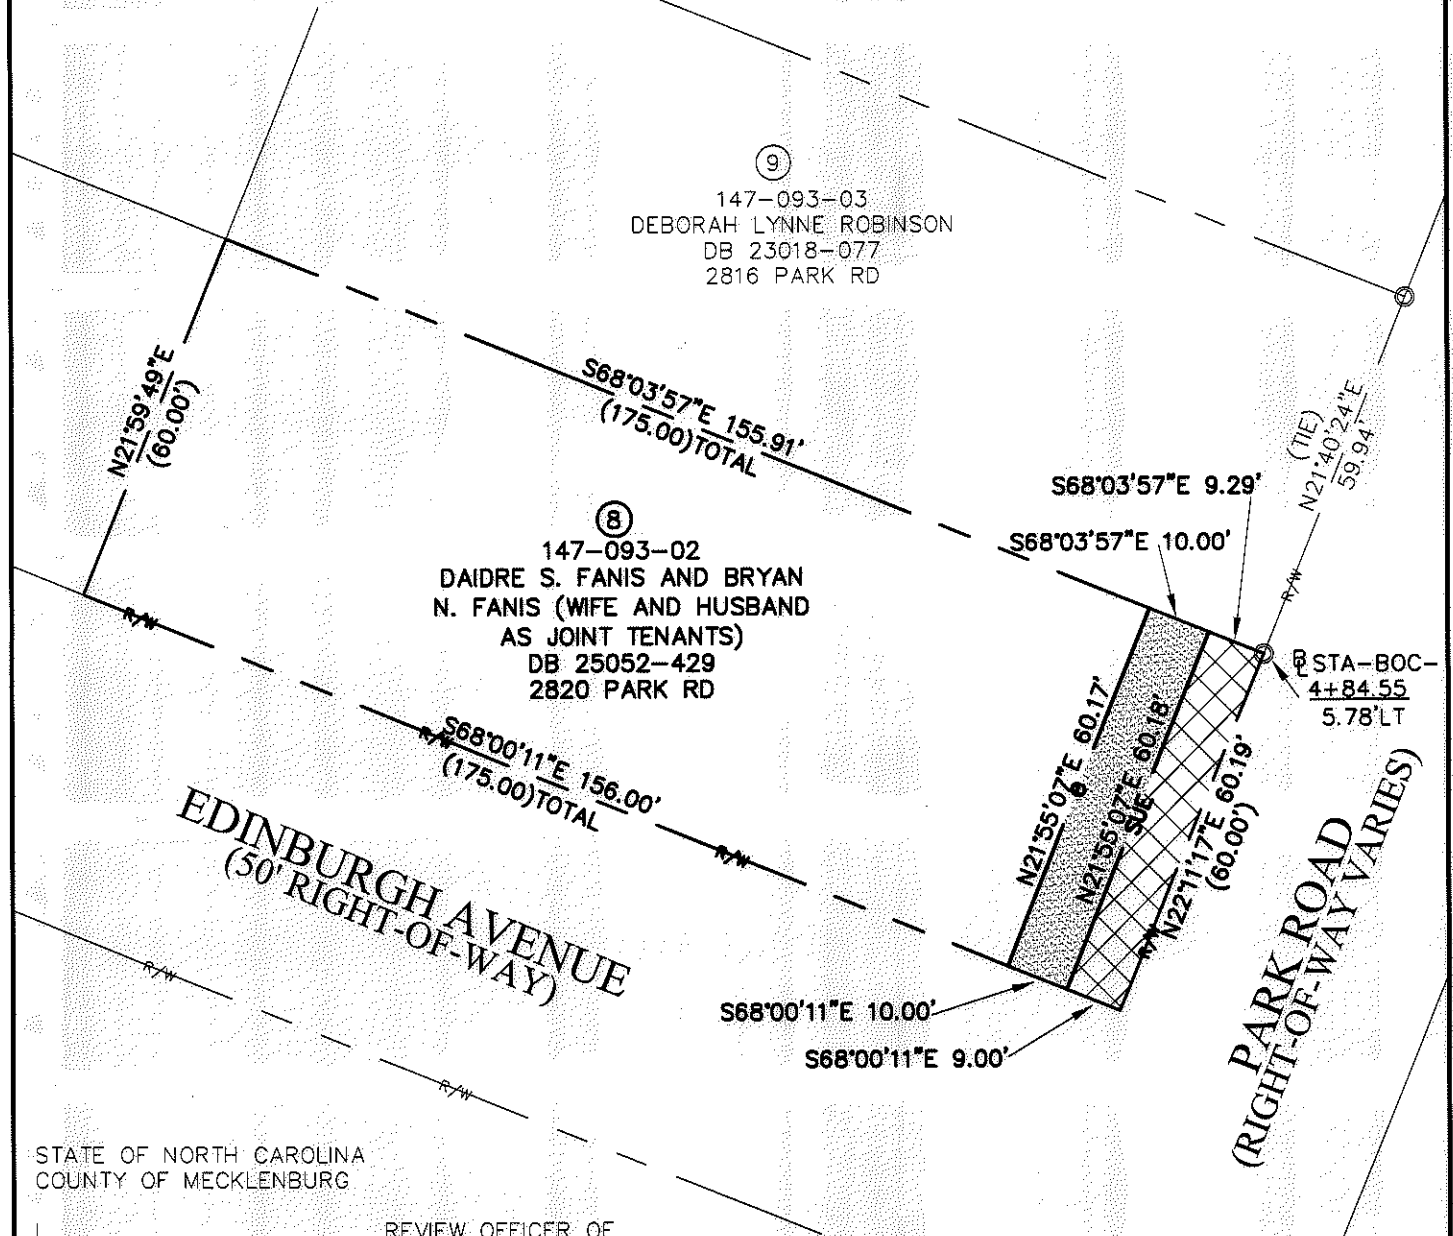 9
147-093-03
DEBORAH LYNNE ROBINSON
DB 23018-077
2816 PARK RD
N21°59'49"E
(60.00')
S68°03'57"E 155.91'
(175.00')TOTAL
(TIE)
N21°40'24"E
59.94'
S68°03'57"E 9.29'
S68°03'57"E 10.00'
8
147-093-02
DAIDRE S. FANIS AND BRYAN
N. FANIS (WIFE AND HUSBAND
AS JOINT TENANTS)
DB 25052-429
2820 PARK RD
R/W
R/W
STA-BOC-
4+84.55
5.78'LT
R/W
S68°00'11"E 156.00'
(175.00')TOTAL
R/W
N21°55'07"E 60.17'
e
N21°55'07"E 60.18'
SUE
N22°11'17"E 60.19'
(60.00')
R/W
EDINBURGH AVENUE
(50' RIGHT-OF-WAY)
PARK ROAD
(RIGHT-OF-WAY VARIES)
R/W
S68°00'11"E 10.00'
S68°00'11"E 9.00'
R/W
STATE OF NORTH CAROLINA
COUNTY OF MECKLENBURG
REVIEW OFFICER OF